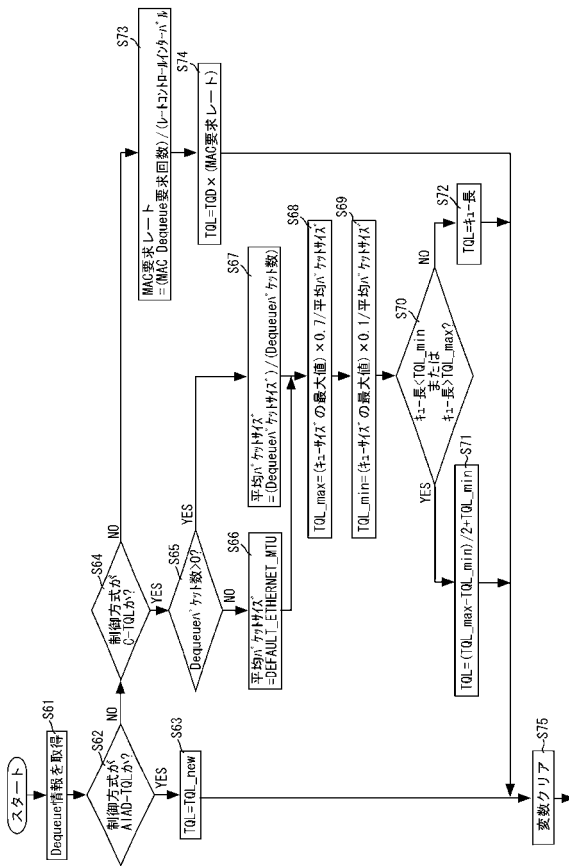 スタート
S61
Dequeue情報を取得
S62
制御方式が
AIAD-TQLか?
YES
NO
S63
TQL=TQL_new
S64
制御方式が
C-TQLか?
YES
NO
S65
Dequeueパケット数>0?
YES
NO
S66
平均パケットサイズ
=DEFAULT_ETHERNET_MTU
S67
平均パケットサイズ
=(Dequeueパケットサイズ)/(Dequeueパケット数)
S68
TQL_max=(キューサイズの最大値)×0.7/平均パケットサイズ
S69
TQL_min=(キューサイズの最大値)×0.1/平均パケットサイズ
S70
キュー長<TQL_min
または
キュー長>TQL_max?
YES
NO
S71
TQL=(TQL_max-TQL_min)/2+TQL_min
S72
TQL=キュー長
S73
MAC要求レート
=(MAC Dequeue要求回数)/(レートコントロールインターバル)
S74
TQL=TQD×(MAC要求レート)
S75
変数クリア